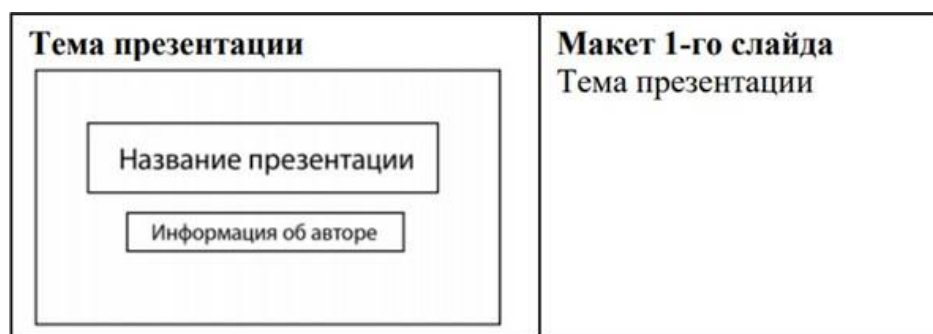 Тема презентации
Название презентации
Информация об авторе
Макет 1-го слайда
Тема презентации